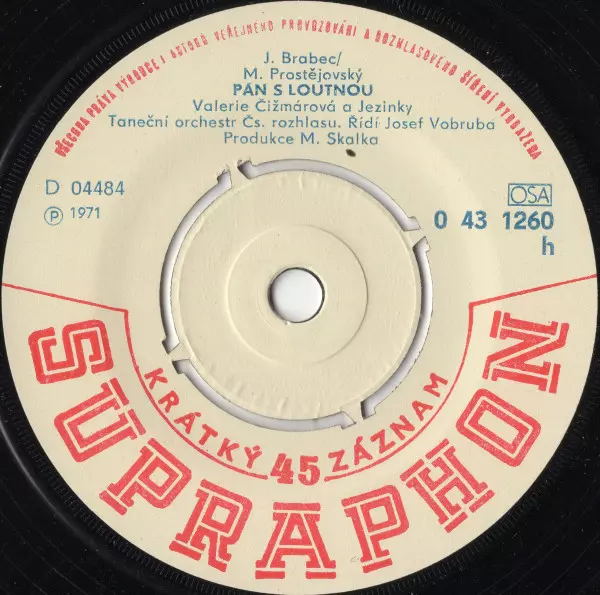 VŠECHNA PRÁVA VÝROBCE I AUTORŮ VEŘEJNÉHO PROVOZOVÁNÍ A ROZHLASOVÉHO ŠÍŘENÍ VYHRAŽENA
J. Brabec/
M. Prostějovský
PÁN S LOUTNOU
Valerie Čižmárová a Jezinky
Taneční orchestr Čs. rozhlasu. Řídí Josef Vobruba
Produkce M. Skalka
D 04484
OSA
Ⓟ 1971
0 43 1260
h
KRÁTKÝ 45 ZÁZNAM
SUPRAPHON